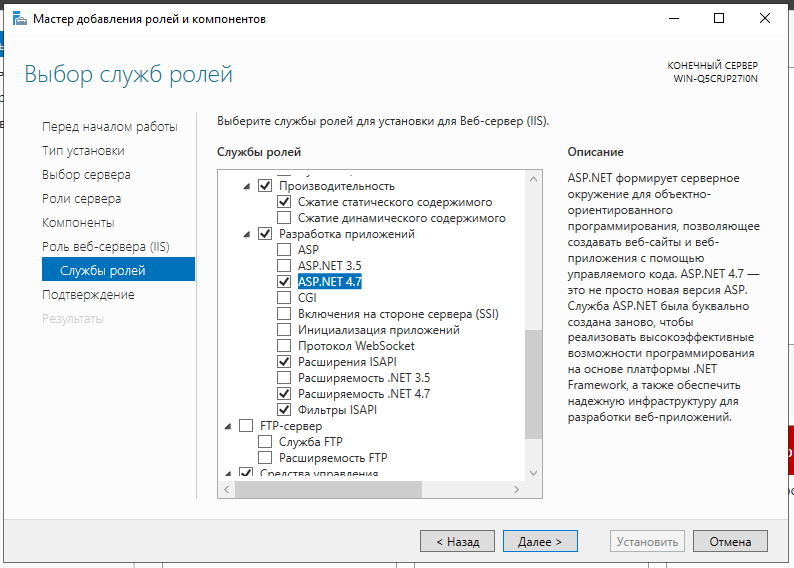 Мастер добавления ролей и компонентов
Выбор служб ролей
КОНЕЧНЫЙ СЕРВЕР
WIN-Q5CRJP27I0N
Перед началом работы
Тип установки
Выбор сервера
Роли сервера
Компоненты
Роль веб-сервера (IIS)
Службы ролей
Подтверждение
Результаты
Выберите службы ролей для установки для Веб-сервер (IIS).
Службы ролей
Производительность
Сжатие статического содержимого
Сжатие динамического содержимого
Разработка приложений
ASP
ASP.NET 3.5
ASP.NET 4.7
CGI
Включения на стороне сервера (SSI)
Инициализация приложений
Протокол WebSocket
Расширения ISAPI
Расширяемость .NET 3.5
Расширяемость .NET 4.7
Фильтры ISAPI
FTP-сервер
Служба FTP
Расширяемость FTP
Средства управления
Описание
ASP.NET формирует серверное
окружение для объектно-
ориентированного
программирования, позволяющее
создавать веб-сайты и веб-
приложения с помощью
управляемого кода. ASP.NET 4.7 —
это не просто новая версия ASP.
Служба ASP.NET была буквально
создана заново, чтобы
реализовать высокоэффективные
возможности программирования
на основе платформы .NET
Framework, а также обеспечить
надежную инфраструктуру для
разработки веб-приложений.
< Назад
Далее >
Установить
Отмена